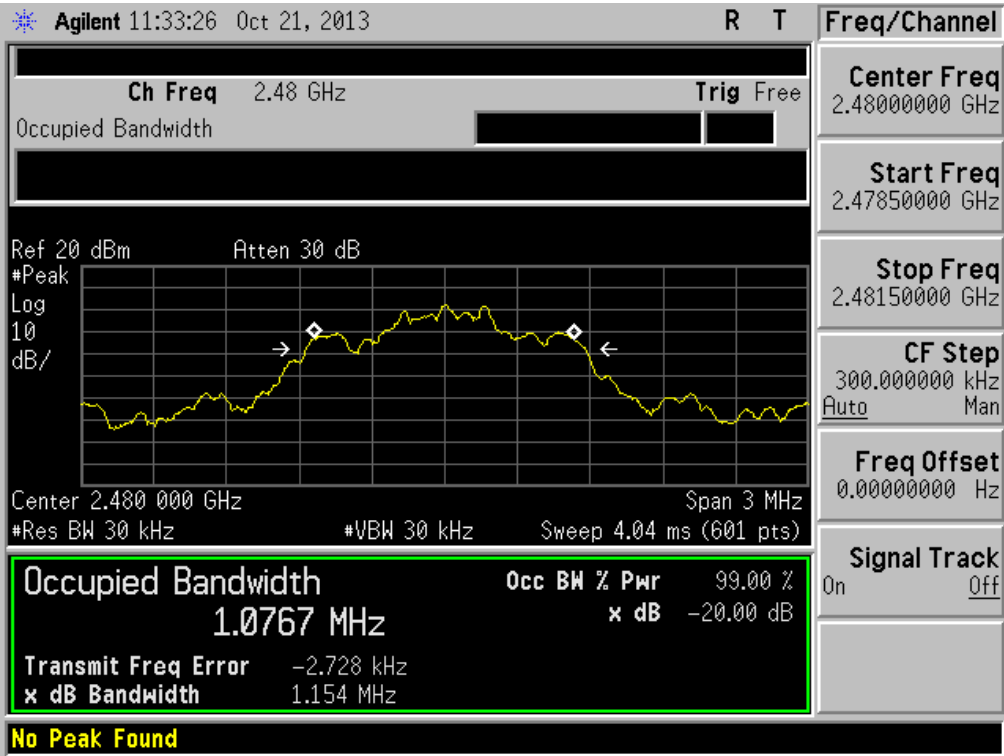 Agilent 11:33:26 Oct 21, 2013 R T
Freq/Channel
Ch Freq 2.48 GHz Trig Free
Occupied Bandwidth
Center Freq
2.48000000 GHz
Start Freq
2.47850000 GHz
Stop Freq
2.48150000 GHz
CF Step
300.000000 kHz
Auto Man
Freq Offset
0.00000000 Hz
Signal Track
On Off
Ref 20 dBm Atten 30 dB
#Peak
Log
10
dB/
Center 2.480 000 GHz Span 3 MHz
#Res BW 30 kHz #VBW 30 kHz Sweep 4.04 ms (601 pts)
Occupied Bandwidth Occ BW % Pwr 99.00 %
1.0767 MHz x dB -20.00 dB
Transmit Freq Error -2.728 kHz
x dB Bandwidth 1.154 MHz
No Peak Found